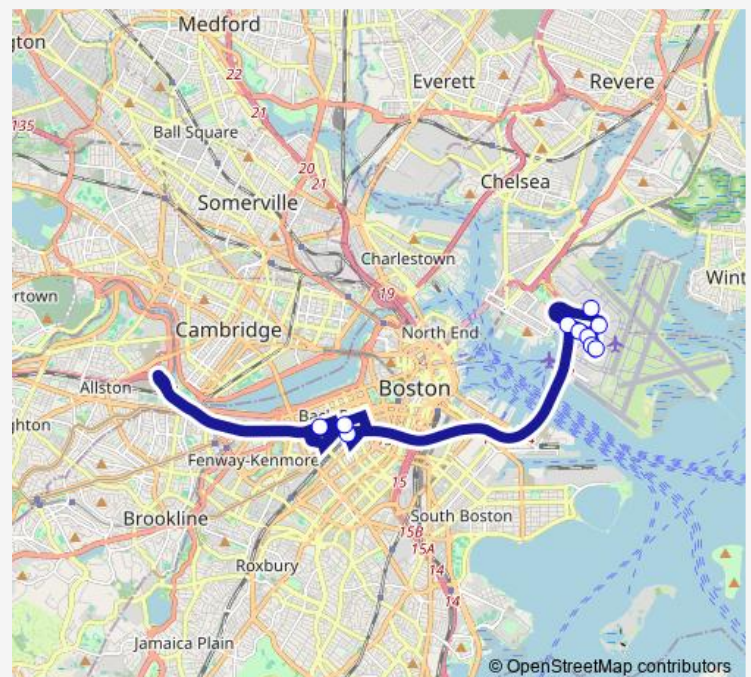 Medford
gton
22
Everett
Revere
21
135
Ball Square
20
21
Chelsea
Somerville
Charlestown
Wint
ertown
19
Cambridge
North End
Allston
Boston
ghton
Fenway-Kenmore
15
Brookline
15B
South Boston
15A
Roxbury
14
14
Jamaica Plain
© OpenStreetMap contributors